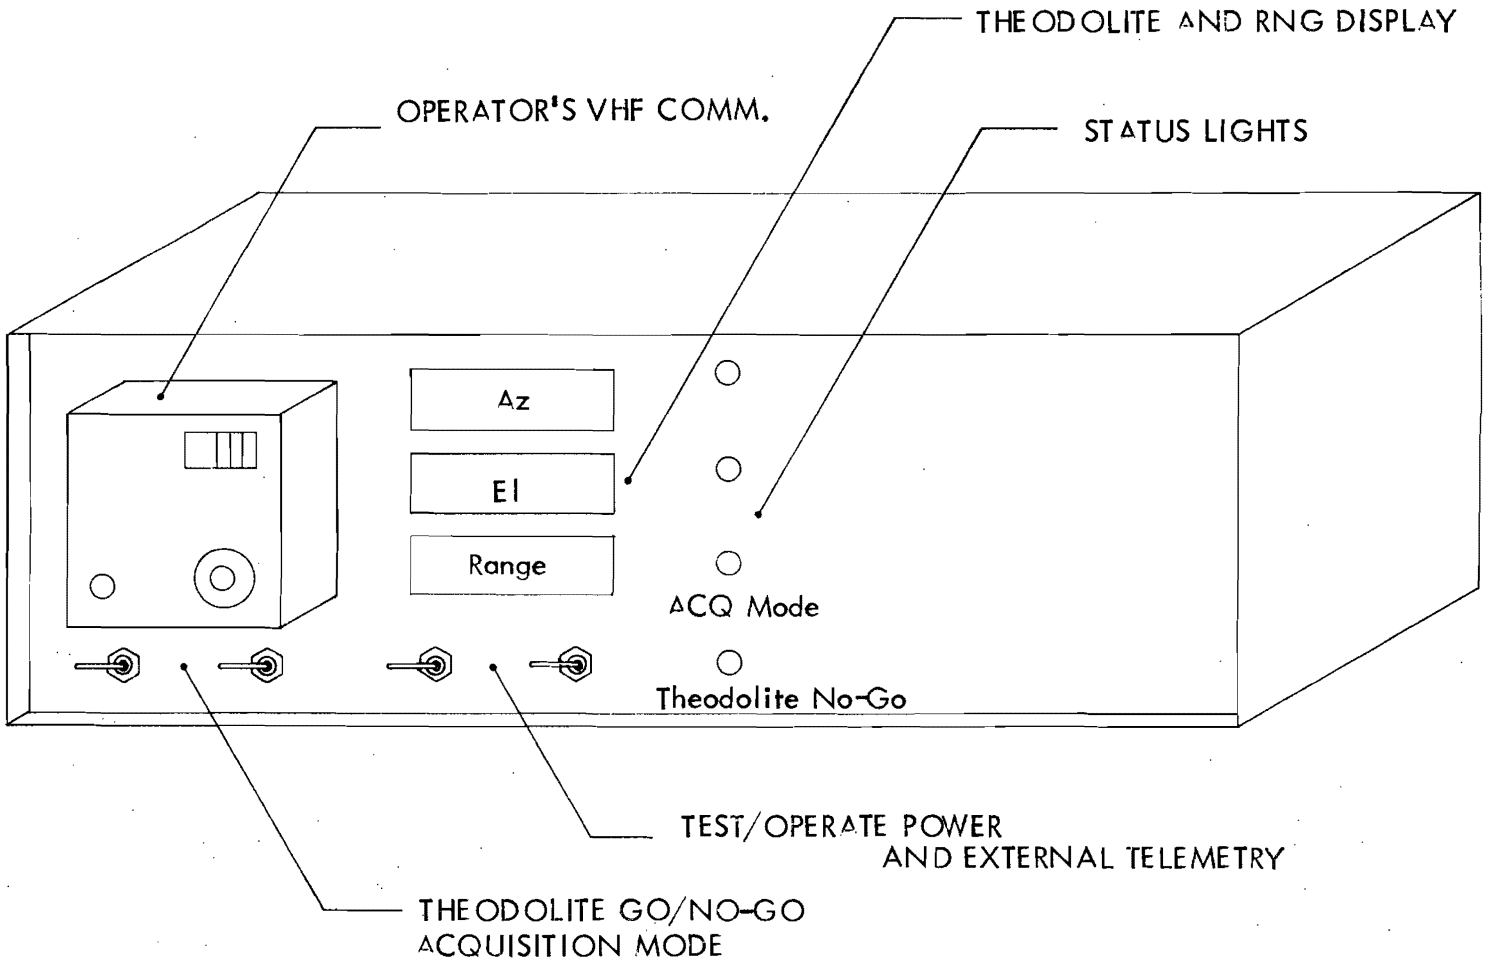 THEODOLITE AND RNG DISPLAY
OPERATOR'S VHF COMM.
STATUS LIGHTS
Az
El
Range
ACQ Mode
Theodolite No-Go
TEST/OPERATE POWER
AND EXTERNAL TELEMETRY
THEODOLITE GO/NO-GO
ACQUISITION MODE